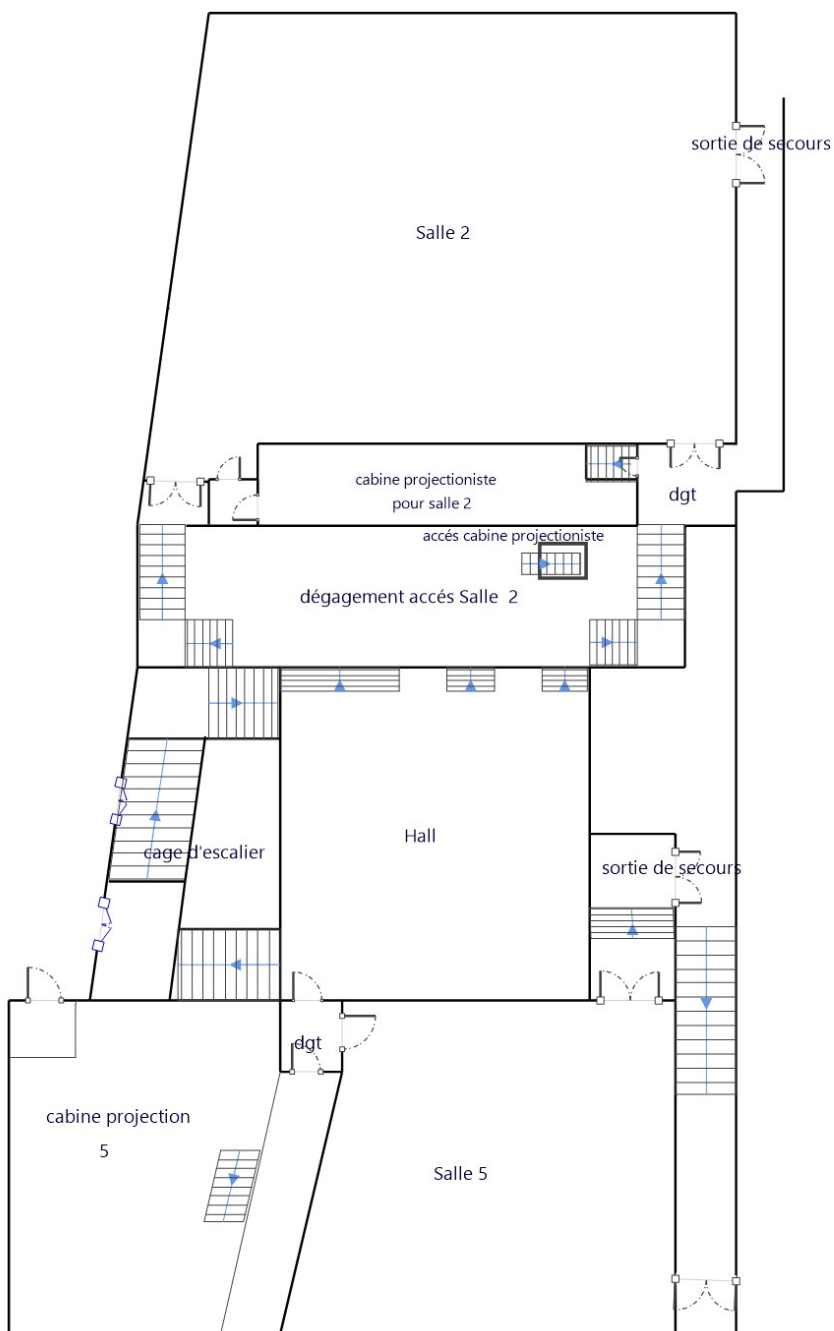 sortie de secours
Salle 2
cabine projectioniste
pour salle 2
dgt
accés cabine projectioniste
dégagement accés Salle  2
Hall
cage d'escalier
sortie de secours
dgt
cabine projection
5
Salle 5